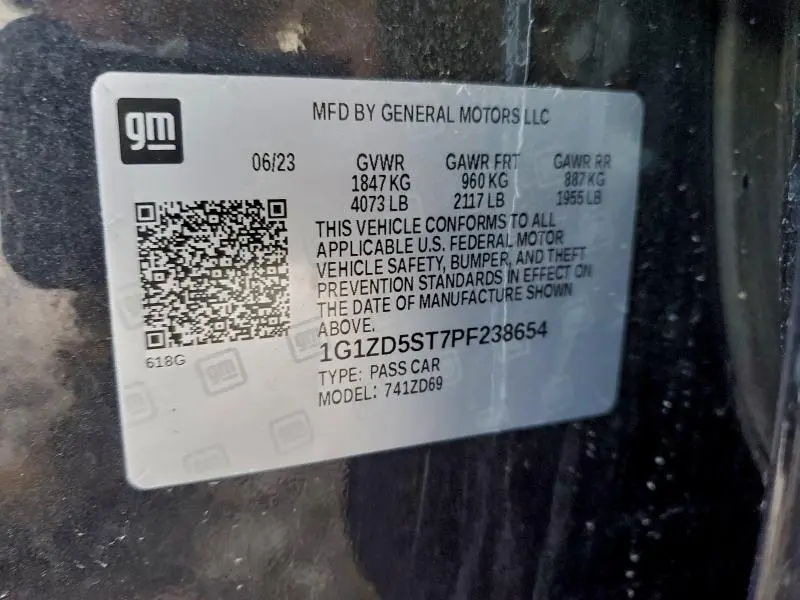 gm
MFD BY GENERAL MOTORS LLC
06/23 GVWR GAWR FRT GAWR RR
1847 KG 960 KG 887 KG
4073 LB 2117 LB 1955 LB
THIS VEHICLE CONFORMS TO ALL
APPLICABLE U.S. FEDERAL MOTOR
VEHICLE SAFETY, BUMPER, AND THEFT
PREVENTION STANDARDS IN EFFECT ON
THE DATE OF MANUFACTURE SHOWN
ABOVE.
1G1ZD5ST7PF238654
618G
TYPE: PASS CAR
MODEL: 741ZD69